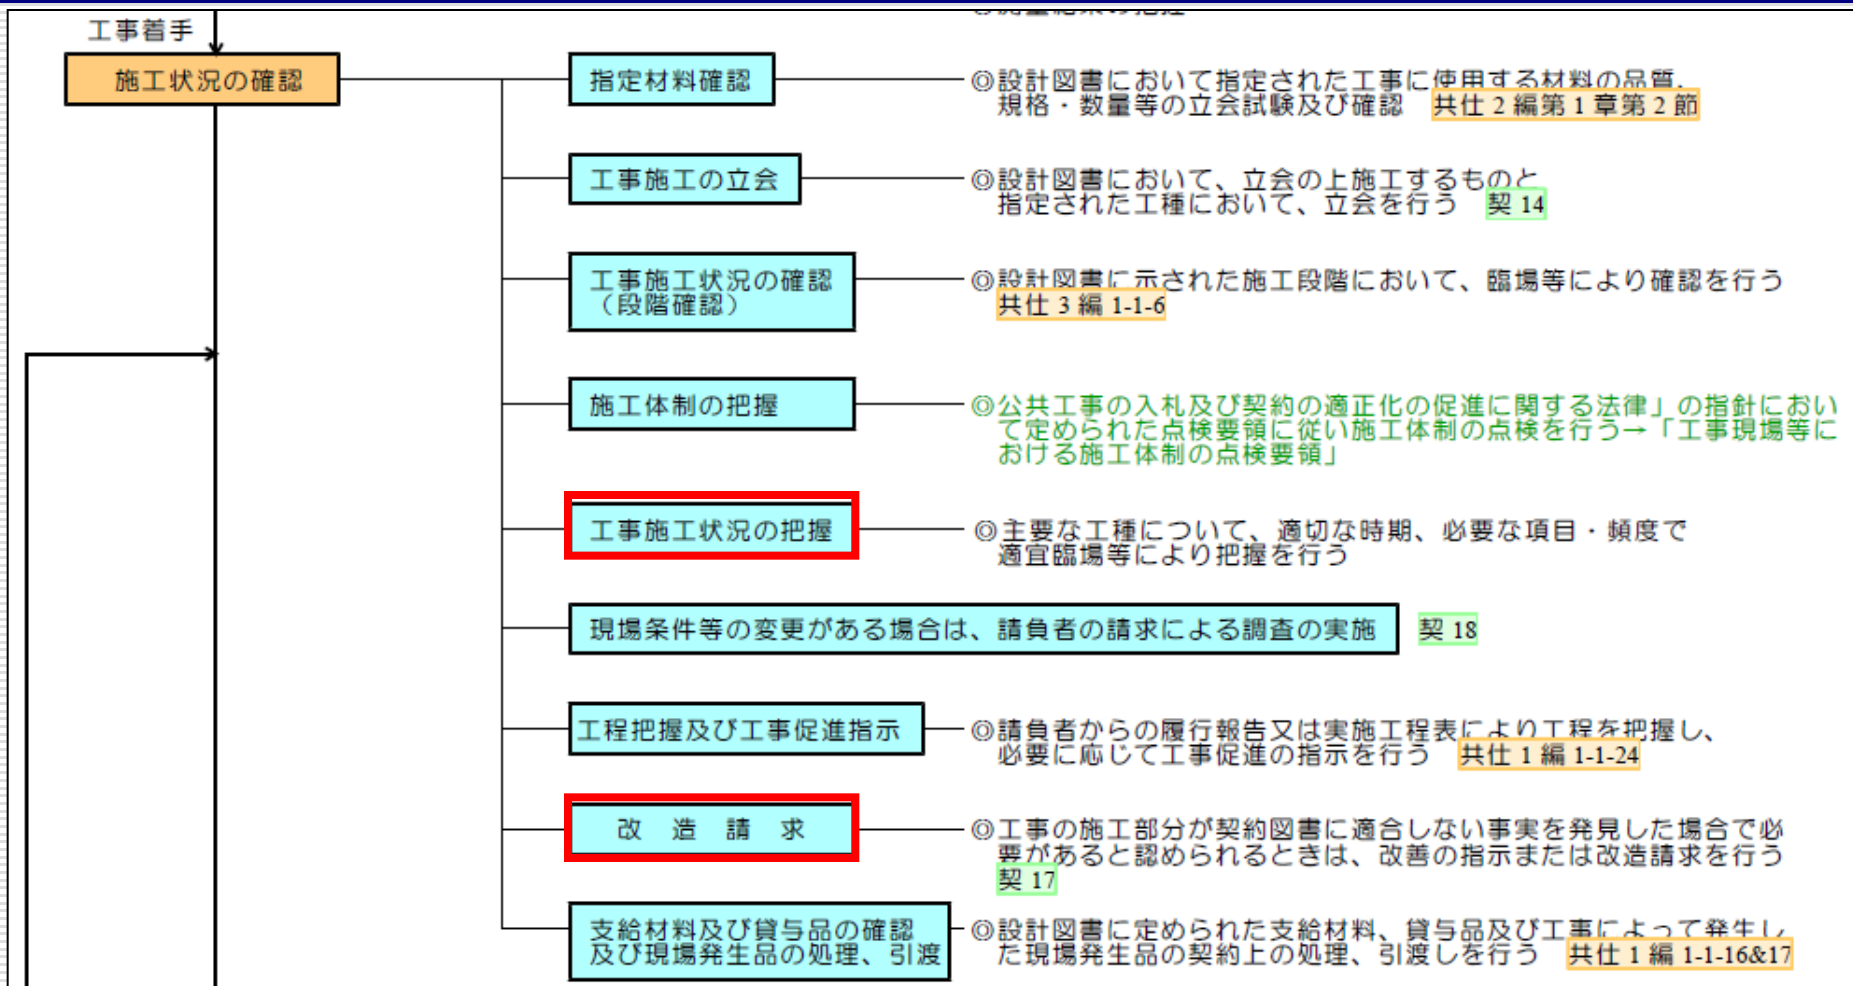 工事着手
施工状況の確認
指定材料確認
◎設計図書において指定された工事に使用する材料の品質、
規格・数量等の立会試験及び確認 共仕 2 編第 1 章第 2 節
工事施工の立会
◎設計図書において、立会の上施工するものと
指定された工種において、立会を行う 契 14
工事施工状況の確認
（段階確認）
◎設計図書に示された施工段階において、臨場等により確認を行う
共仕 3 編 1-1-6
施工体制の把握
◎公共工事の入札及び契約の適正化の促進に関する法律」の指針におい
て定められた点検要領に従い施工体制の点検を行う→「工事現場等に
おける施工体制の点検要領」
工事施工状況の把握
◎主要な工種について、適切な時期、必要な項目・頻度で
適宜臨場等により把握を行う
現場条件等の変更がある場合は、請負者の請求による調査の実施 契 18
工程把握及び工事促進指示
◎請負者からの履行報告又は実施工程表により工程を把握し、
必要に応じて工事促進の指示を行う 共仕 1 編 1-1-24
改 造 請 求
◎工事の施工部分が契約図書に適合しない事実を発見した場合で必
要があると認められるときは、改善の指示または改造請求を行う
契 17
支給材料及び貸与品の確認
及び現場発生品の処理、引渡
◎設計図書に定められた支給材料、貸与品及び工事によって発生し
た現場発生品の契約上の処理、引渡しを行う 共仕 1 編 1-1-16&17